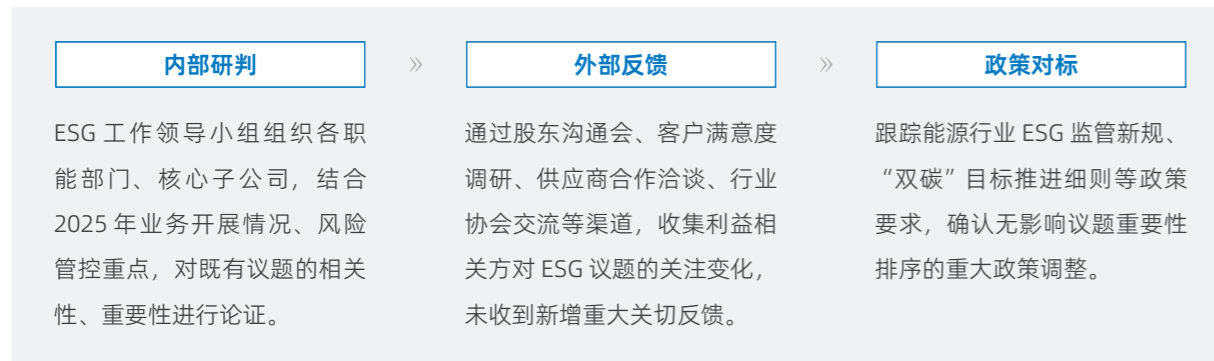 内部研判
ESG 工作领导小组组织各职
能部门、核心子公司，结合
2025 年业务开展情况、风险
管控重点，对既有议题的相关
性、重要性进行论证。
»
外部反馈
通过股东沟通会、客户满意度
调研、供应商合作洽谈、行业
协会交流等渠道，收集利益相
关方对 ESG 议题的关注变化，
未收到新增重大关切反馈。
»
政策对标
跟踪能源行业 ESG 监管新规、
“双碳”目标推进细则等政策
要求，确认无影响议题重要性
排序的重大政策调整。